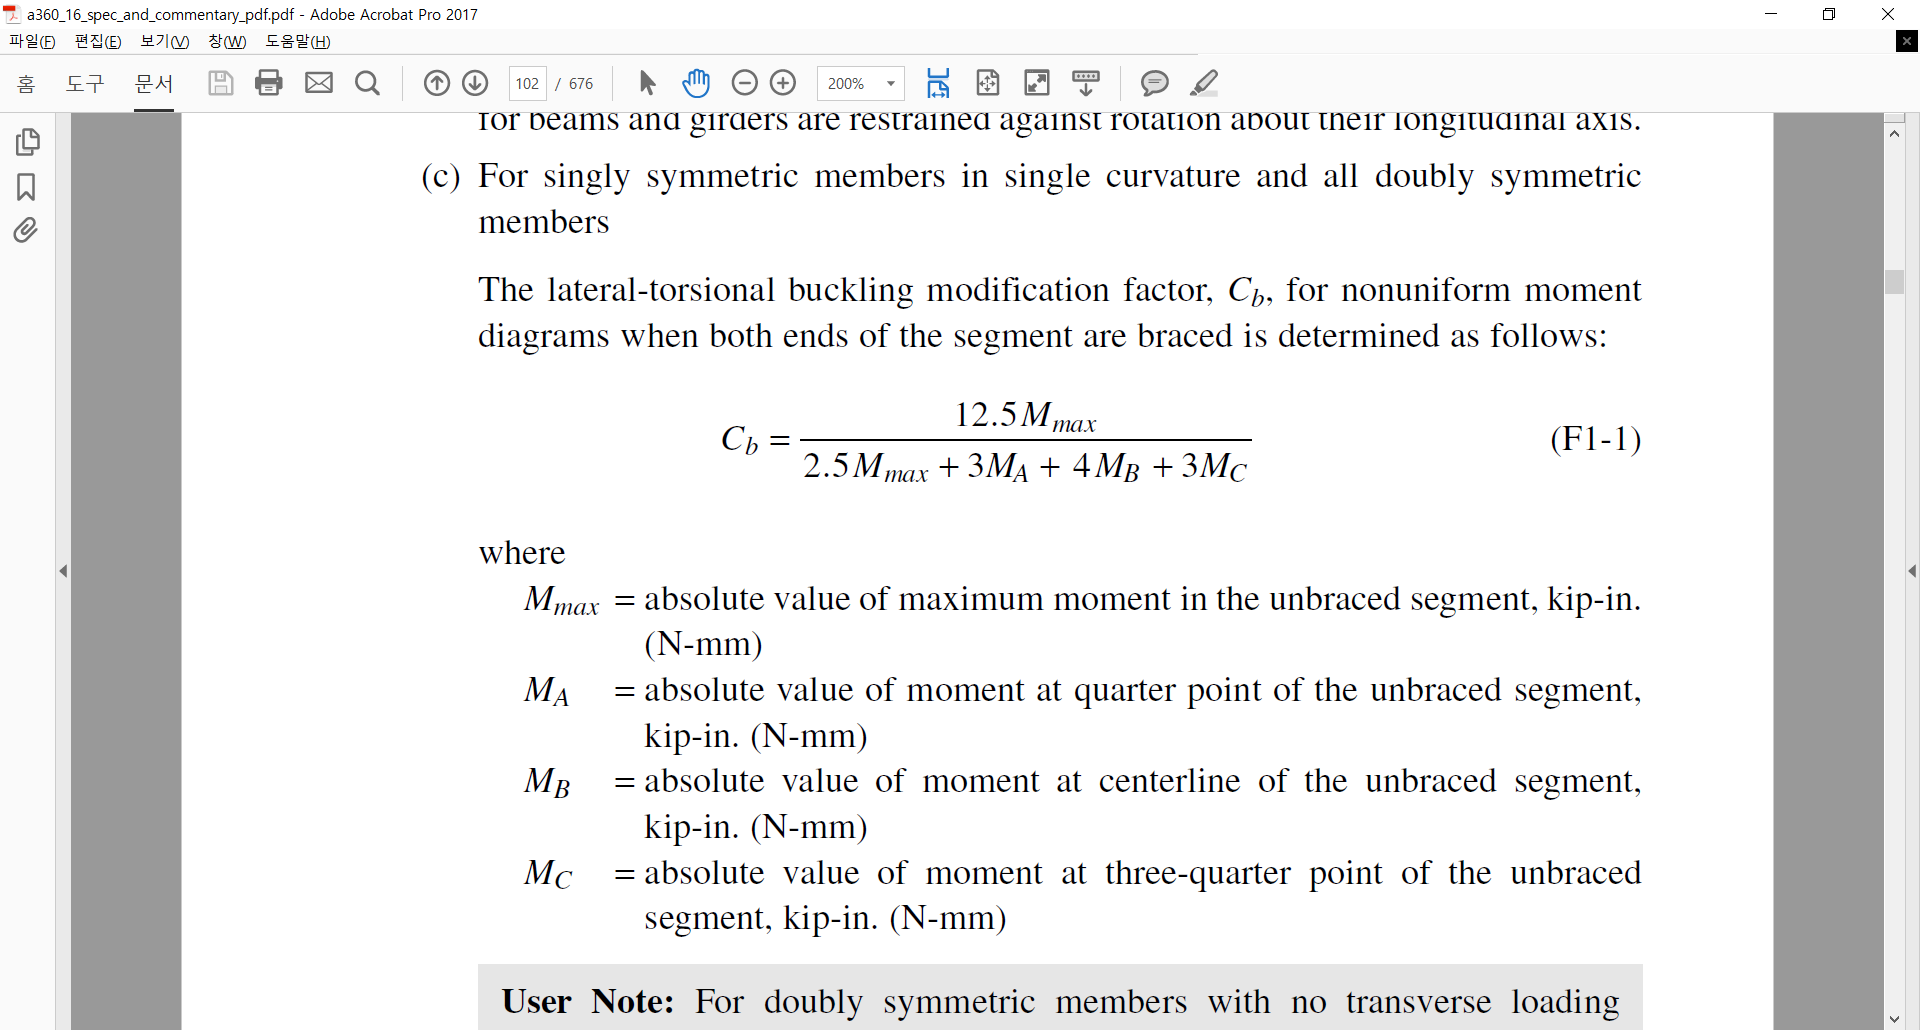 a360_16_spec_and_commentary_pdf.pdf - Adobe Acrobat Pro 2017
파일(F) 편집(E) 보기(V) 창(W) 도움말(H)
홈 도구 문서 102 / 676 200%
for beams and girders are restrained against rotation about their longitudinal axis.
(c) For singly symmetric members in single curvature and all doubly symmetric
members
The lateral-torsional buckling modification factor, Cb, for nonuniform moment
diagrams when both ends of the segment are braced is determined as follows:
12.5Mmax
Cb = (F1-1)
2.5Mmax + 3MA + 4MB + 3MC
where
Mmax = absolute value of maximum moment in the unbraced segment, kip-in.
(N-mm)
MA = absolute value of moment at quarter point of the unbraced segment,
kip-in. (N-mm)
MB = absolute value of moment at centerline of the unbraced segment,
kip-in. (N-mm)
MC = absolute value of moment at three-quarter point of the unbraced
segment, kip-in. (N-mm)
User Note: For doubly symmetric members with no transverse loading